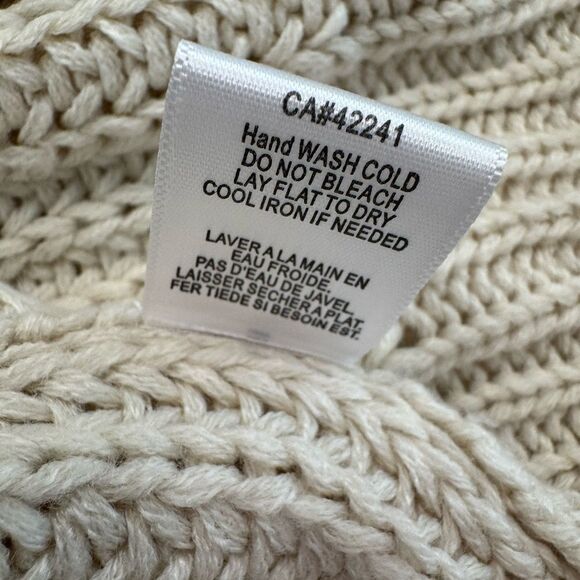 CA#42241
Hand WASH COLD
DO NOT BLEACH
LAY FLAT TO DRY
COOL IRON IF NEEDED
LAVER A LA MAIN EN
EAU FROIDE.
PAS D'EAU DE JAVEL,
LAISSER SECHER A PLAT.
FER TIEDE SI BESOIN EST.